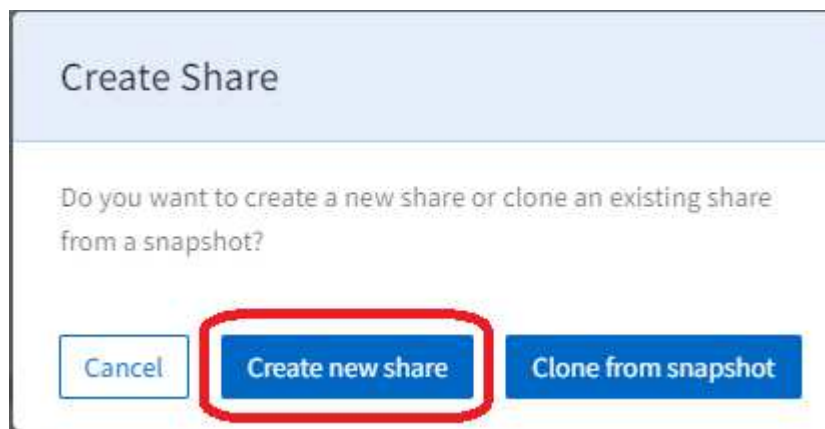 Create Share
Do you want to create a new share or clone an existing share
from a snapshot?
Cancel
Create new share
Clone from snapshot